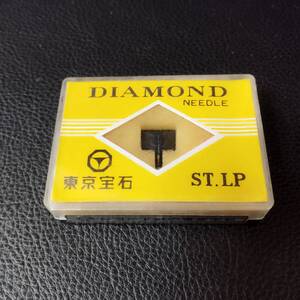 DIAMOND
NEEDLE
東京宝石
ST.LP